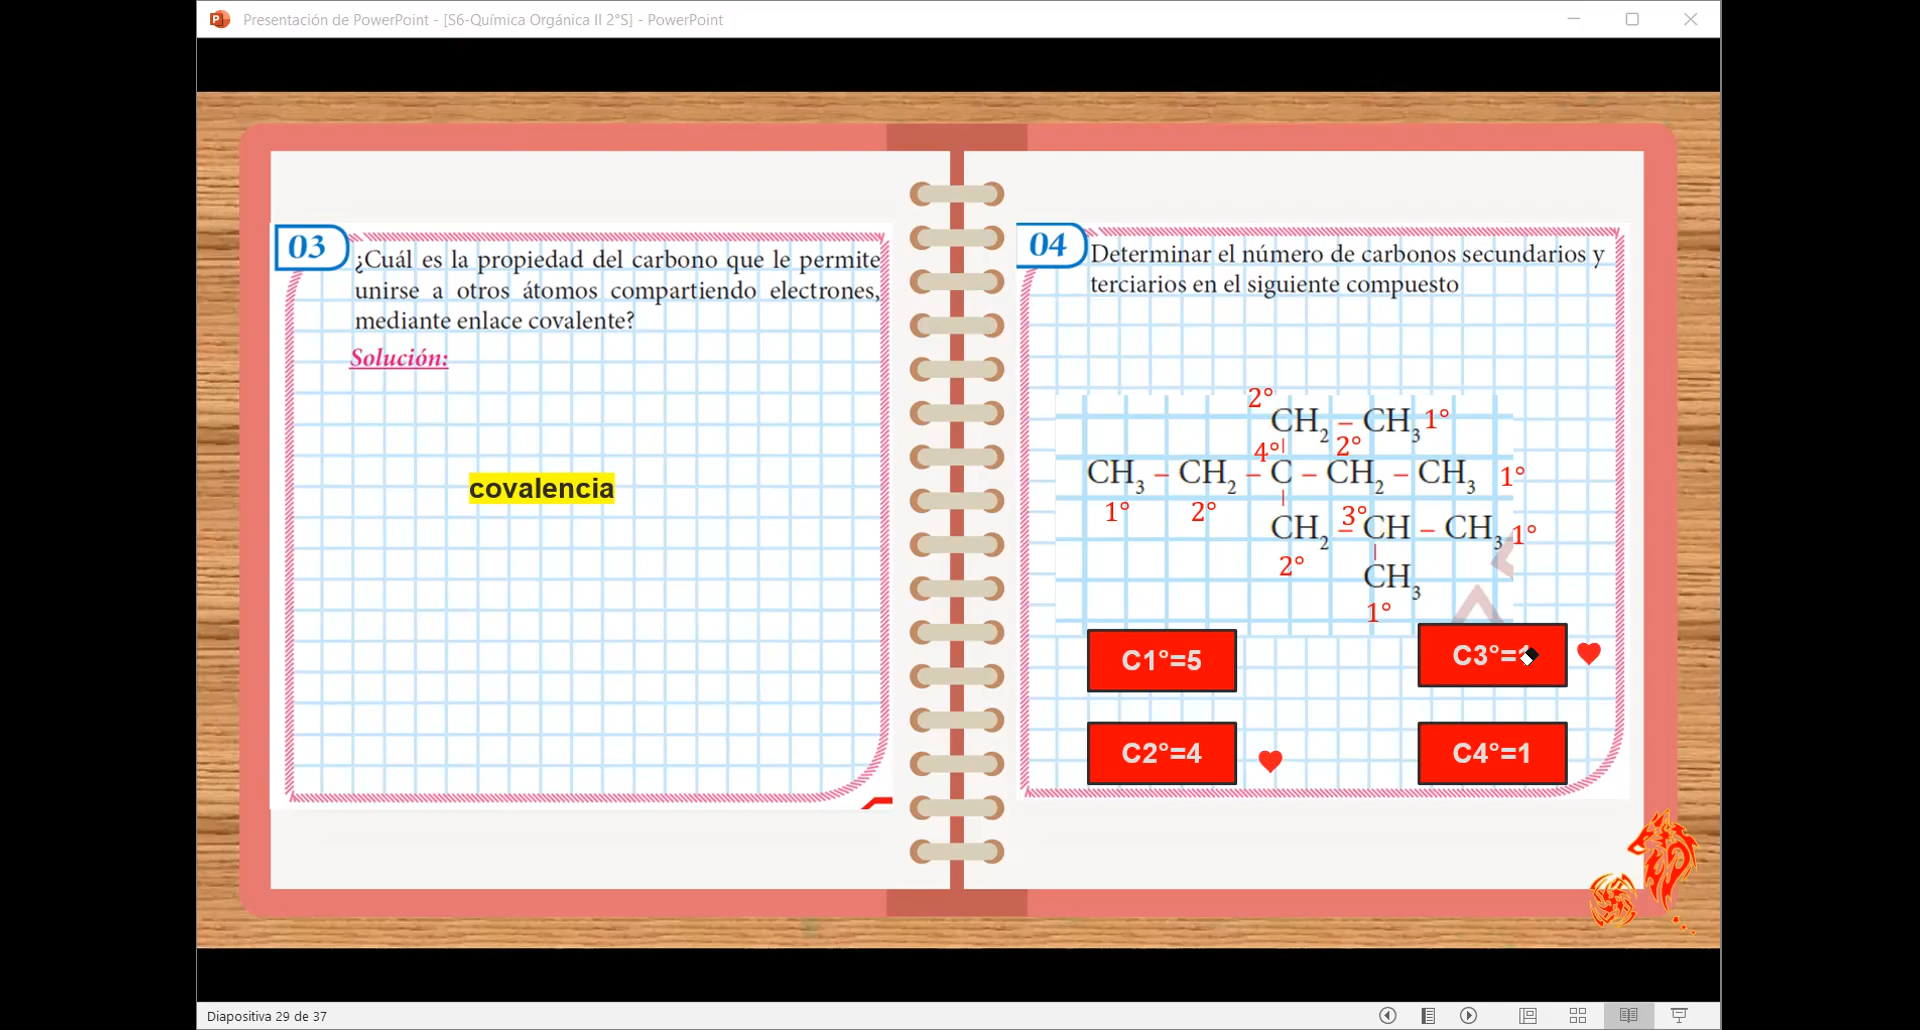 Presentación de PowerPoint - [S6-Química Orgánica II 2°S] - PowerPoint
03
¿Cuál es la propiedad del carbono que le permite
unirse a otros átomos compartiendo electrones,
mediante enlace covalente?
Solución:
covalencia
04
Determinar el número de carbonos secundarios y
terciarios en el siguiente compuesto
2°
CH2 – CH3 1°
4° 2°
CH3 – CH2 – C – CH2 – CH3 1°
1° 2° 3°
CH2 – CH – CH3 1°
2°
CH3
1°
C1°=5
C3°=1
C2°=4
C4°=1
Diapositiva 29 de 37